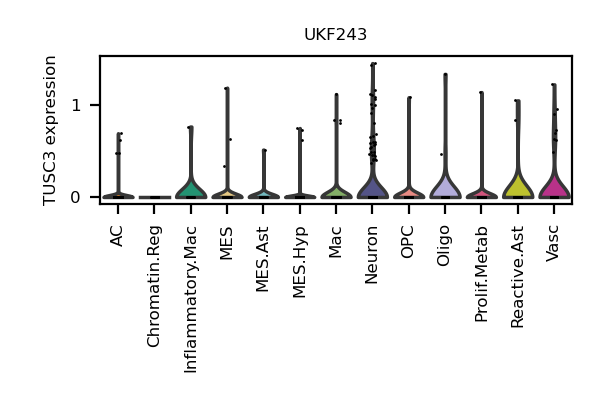 UKF243
TUSC3 expression
1
0
AC
Chromatin.Reg
Inflammatory.Mac
MES
MES.Ast
MES.Hyp
Mac
Neuron
OPC
Oligo
Prolif.Metab
Reactive.Ast
Vasc